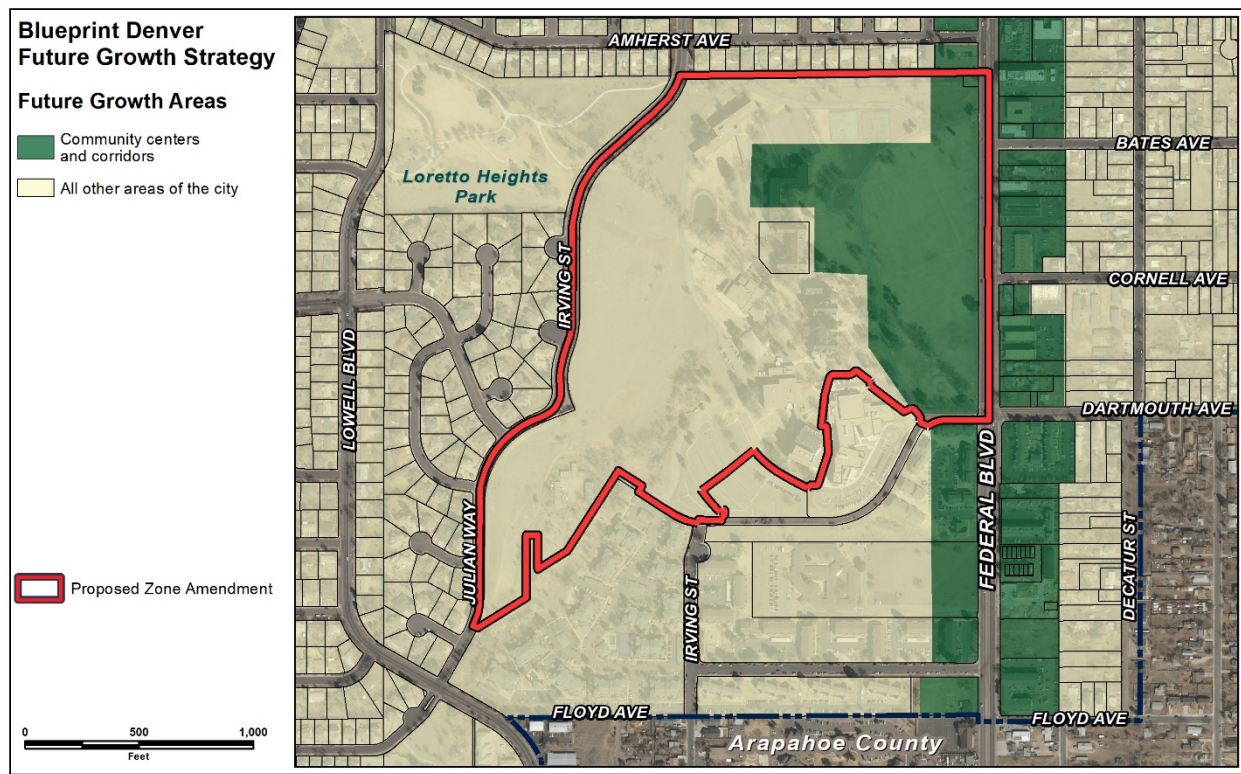 Blueprint Denver
Future Growth Strategy
Future Growth Areas
Community centers
and corridors
All other areas of the city
Proposed Zone Amendment
0 500 1,000
Feet
AMHERST AVE
BATES AVE
Loretto Heights
Park
IRVING ST
CORNELL AVE
LOWELL BLVD
DARTMOUTH AVE
FEDERAL BLVD
JULIAN WAY
DECATUR ST
IRVING ST
FLOYD AVE
FLOYD AVE
Arapahoe County